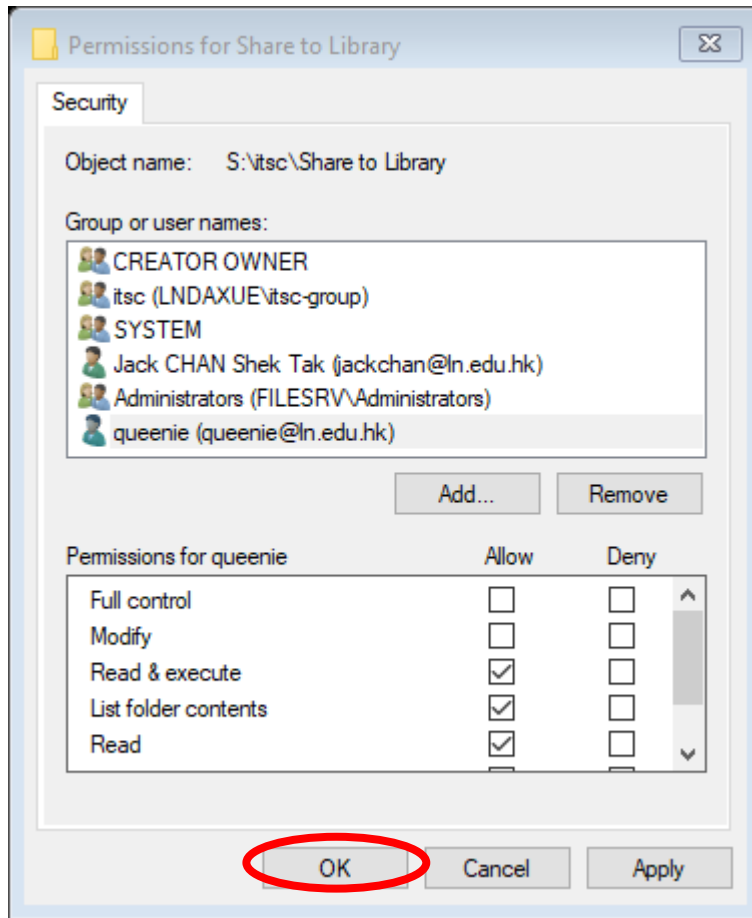 Permissions for Share to Library
Security
Object name: S:\itsc\Share to Library
Group or user names:
CREATOR OWNER
itsc (LNDAXUE\itsc-group)
SYSTEM
Jack CHAN Shek Tak (jackchan@ln.edu.hk)
Administrators (FILESRV\Administrators)
queenie (queenie@ln.edu.hk)
Add... Remove
Permissions for queenie Allow Deny
Full control
Modify
Read & execute
List folder contents
Read
OK Cancel Apply